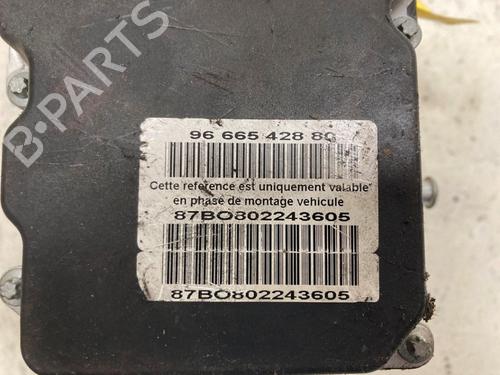 B-PARTS
96 665 428 80
Cette reference est uniquement valable
en phase de montage vehicule
87BO802243605
87BO802243605